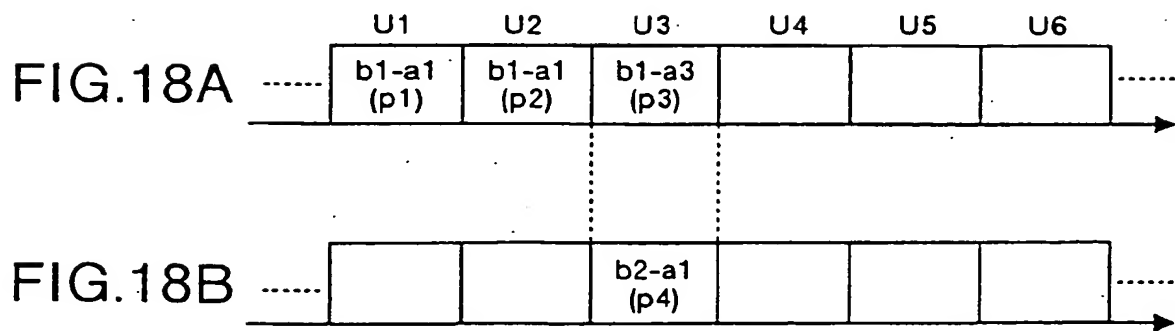 U1 U2 U3 U4 U5 U6
FIG.18A
b1-a1 b1-a1 b1-a3
(p1) (p2) (p3)
FIG.18B
b2-a1
(p4)